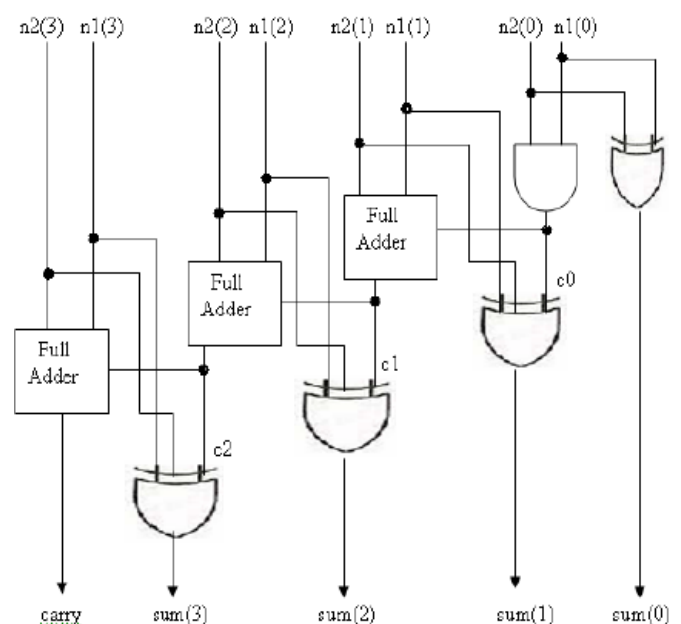 n2(3) n1(3) n2(2) n1(2) n2(1) n1(1) n2(0) n1(0)
Full
Adder
c0
Full
Adder
c1
Full
Adder
c2
carry sum(3) sum(2) sum(1) sum(0)